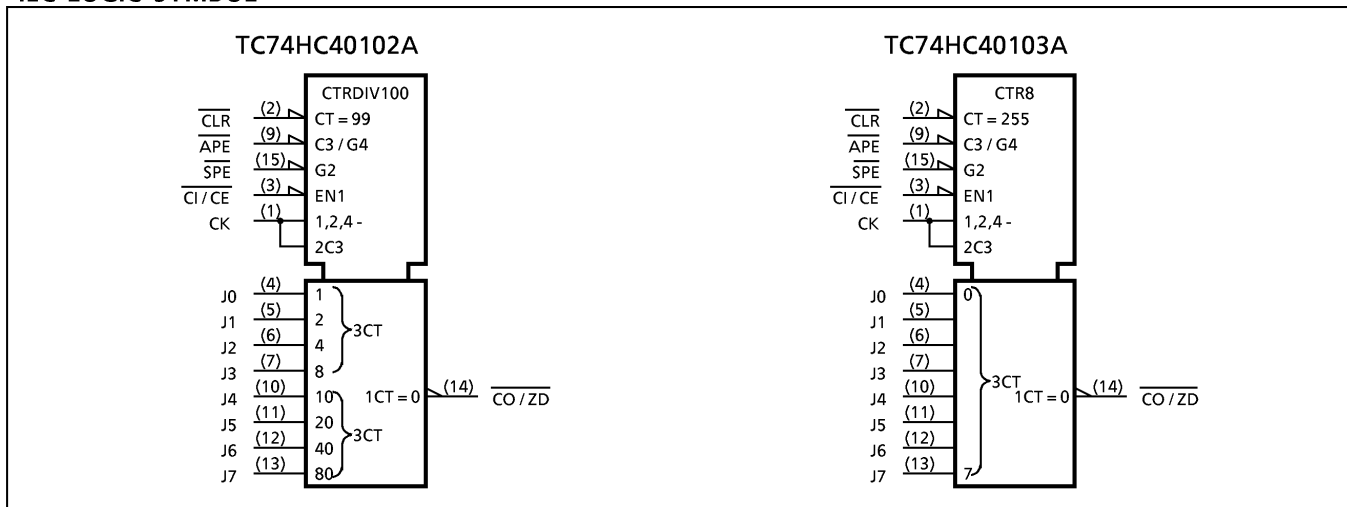 TC74HC40102A
CTRDIV100
CLR (2) CT = 99
APE (9) C3 / G4
SPE (15) G2
CI / CE (3) EN1
CK (1) 1,2,4 -
2C3
J0 (4) 1
J1 (5) 2
J2 (6) 4
J3 (7) 8
3CT
J4 (10) 10
J5 (11) 20
J6 (12) 40
J7 (13) 80
3CT
1CT = 0 (14) CO / ZD
TC74HC40103A
CTR8
CLR (2) CT = 255
APE (9) C3 / G4
SPE (15) G2
CI / CE (3) EN1
CK (1) 1,2,4 -
2C3
J0 (4) 0
J1 (5)
J2 (6)
J3 (7)
J4 (10)
J5 (11)
J6 (12)
J7 (13) 7
3CT
1CT = 0 (14) CO / ZD